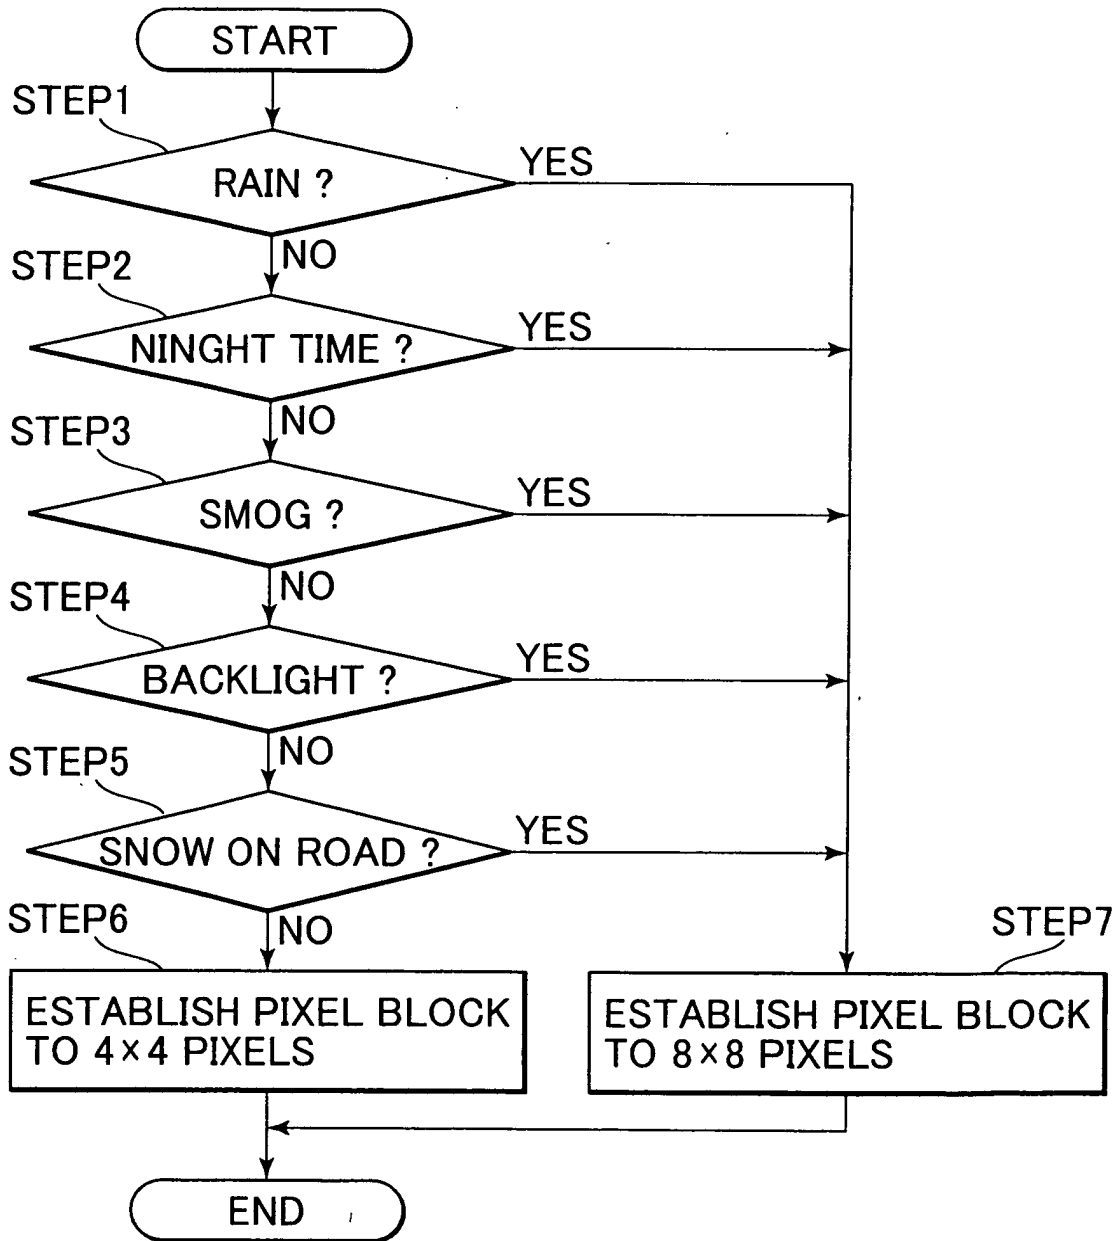 START
STEP1
RAIN ?
YES
NO
STEP2
NINGHT TIME ?
YES
NO
STEP3
SMOG ?
YES
NO
STEP4
BACKLIGHT ?
YES
NO
STEP5
SNOW ON ROAD ?
YES
NO
STEP6
ESTABLISH PIXEL BLOCK
TO 4×4 PIXELS
STEP7
ESTABLISH PIXEL BLOCK
TO 8×8 PIXELS
END